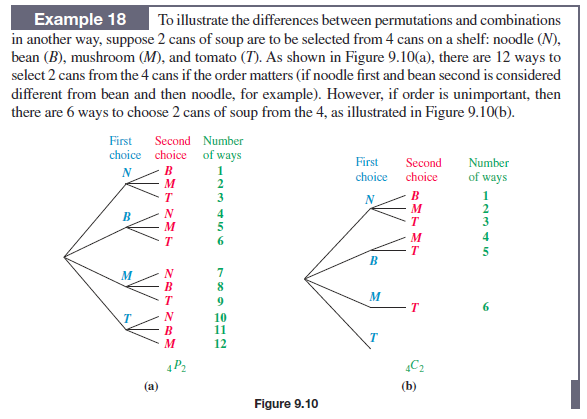 Example 18 To illustrate the differences between permutations and combinations
in another way, suppose 2 cans of soup are to be selected from 4 cans on a shelf: noodle (N),
bean (B), mushroom (M), and tomato (T). As shown in Figure 9.10(a), there are 12 ways to
select 2 cans from the 4 cans if the order matters (if noodle first and bean second is considered
different from bean and then noodle, for example). However, if order is unimportant, then
there are 6 ways to choose 2 cans of soup from the 4, as illustrated in Figure 9.10(b).
First Second Number
choice choice of ways
N B 1
M 2
T 3
B N 4
M 5
T 6
M N 7
B 8
T 9
T N 10
B 11
M 12
4P2
(a)
First Second Number
choice choice of ways
N B 1
M 2
T 3
M 4
T 5
B
M
T 6
T
4C2
(b)
Figure 9.10